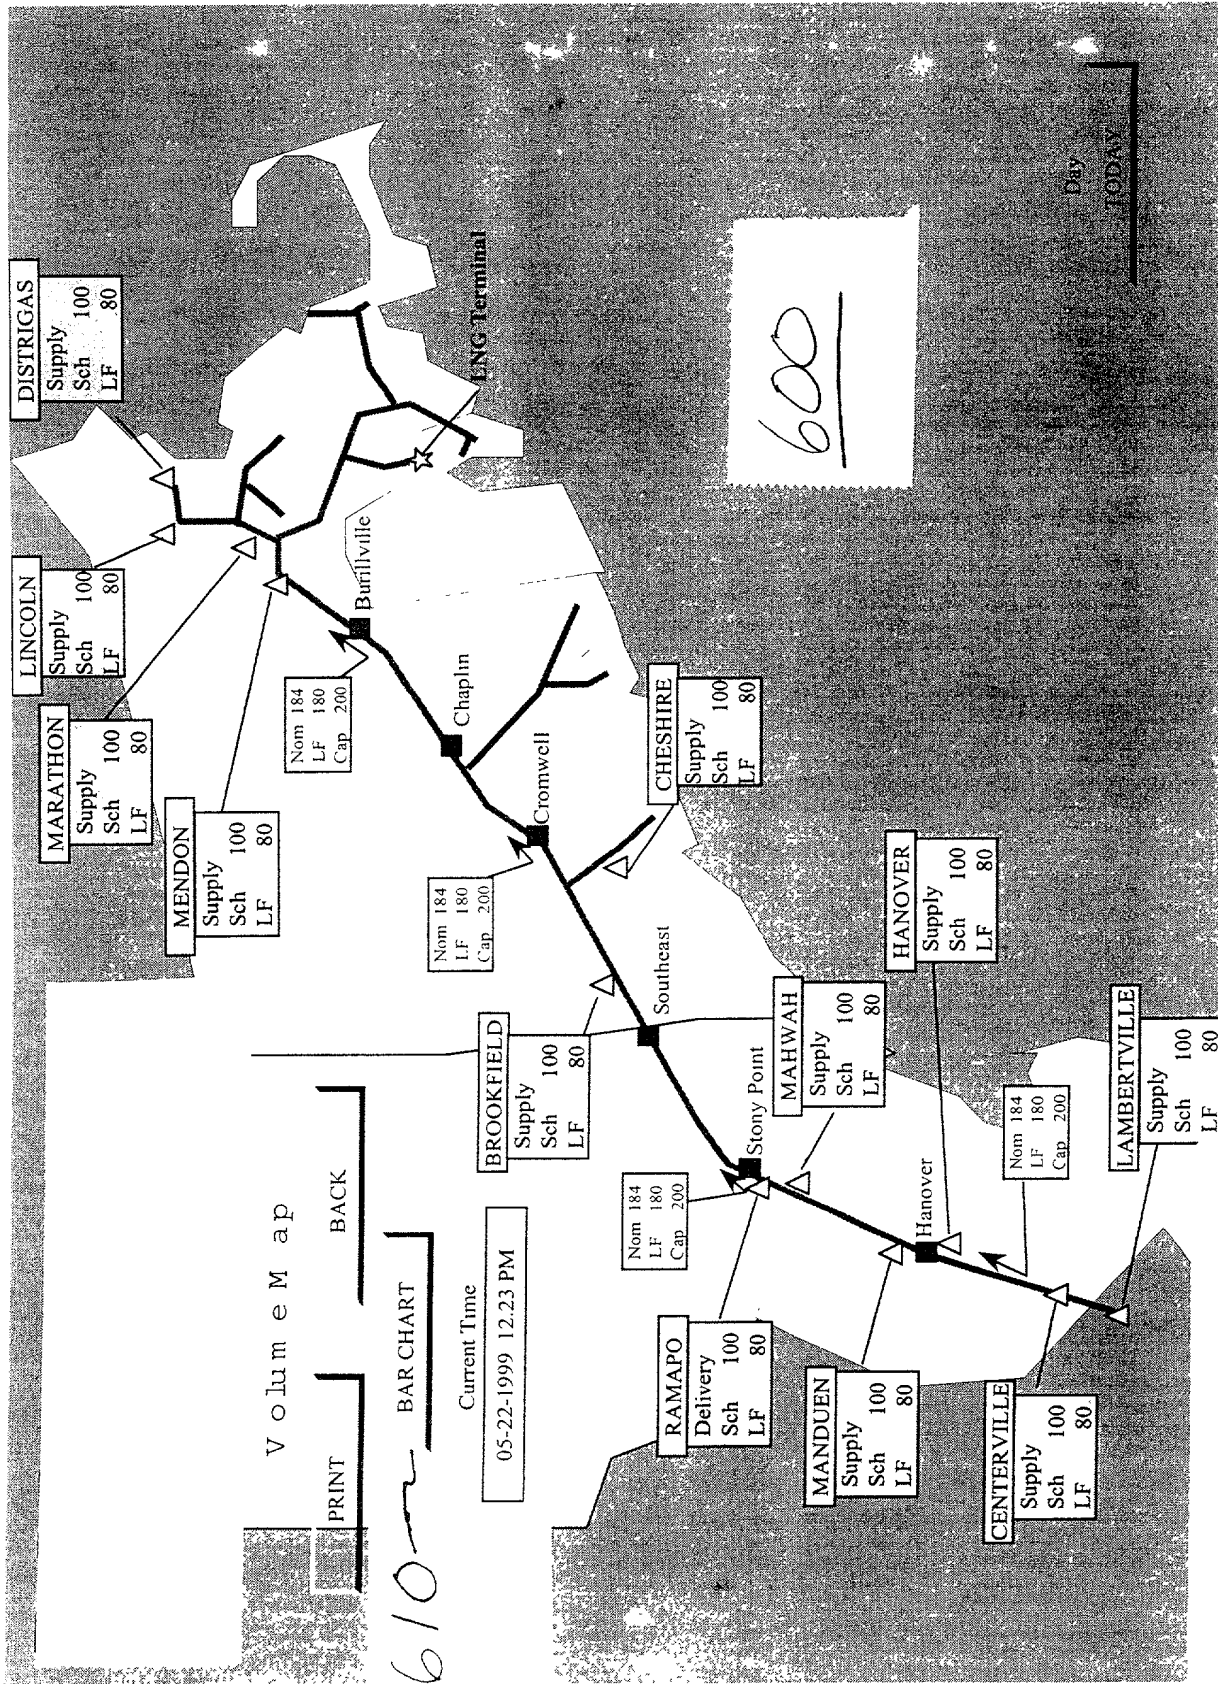 Volume Map
PRINT
BACK
BAR CHART
610
Current Time
05-22-1999 12.23 PM
DISTRIGAS
Supply
Sch 100
LF 80
LINCOLN
Supply
Sch 100
LF 80
MARATHON
Supply
Sch 100
LF 80
MENDON
Supply
Sch 100
LF 80
Nom 184
LF 180
Cap 200
Burillville
LNG Terminal
Chaplin
Nom 184
LF 180
Cap 200
Cromwell
CHESHIRE
Supply
Sch 100
LF 80
BROOKFIELD
Supply
Sch 100
LF 80
Southeast
Nom 184
LF 180
Cap 200
Stony Point
MAHWAH
Supply
Sch 100
LF 80
RAMAPO
Delivery
Sch 100
LF 80
MANDUEN
Supply
Sch 100
LF 80
Hanover
HANOVER
Supply
Sch 100
LF 80
Nom 184
LF 180
Cap 200
CENTERVILLE
Supply
Sch 100
LF 80
LAMBERTVILLE
Supply
Sch 100
LF 80
600
Day
TODAY